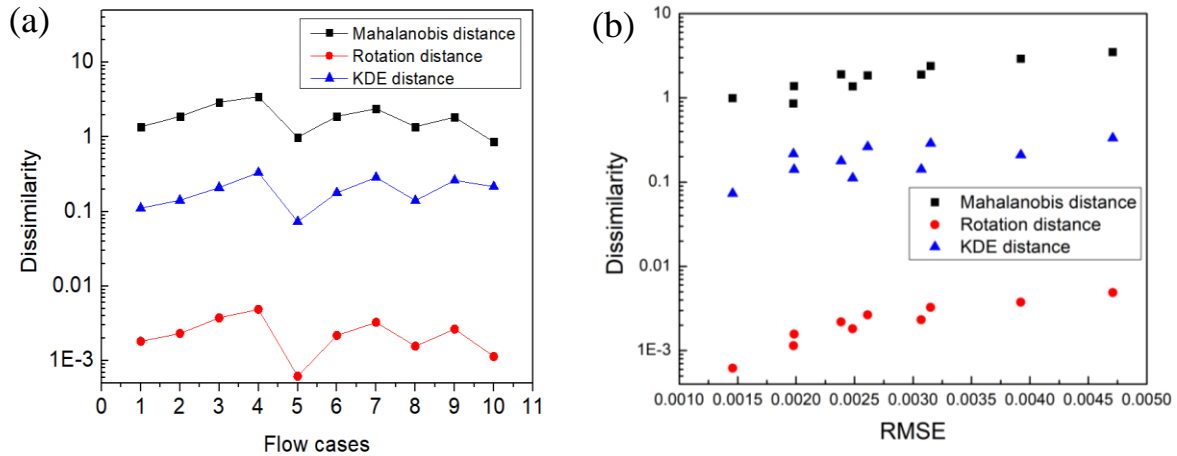 (a)
Mahalanobis distance
Rotation distance
KDE distance
10
1
0.1
0.01
1E-3
Dissimilarity
0 1 2 3 4 5 6 7 8 9 10 11
Flow cases
(b)
10
1
0.1
0.01
1E-3
Dissimilarity
Mahalanobis distance
Rotation distance
KDE distance
0.0010 0.0015 0.0020 0.0025 0.0030 0.0035 0.0040 0.0045 0.0050
RMSE